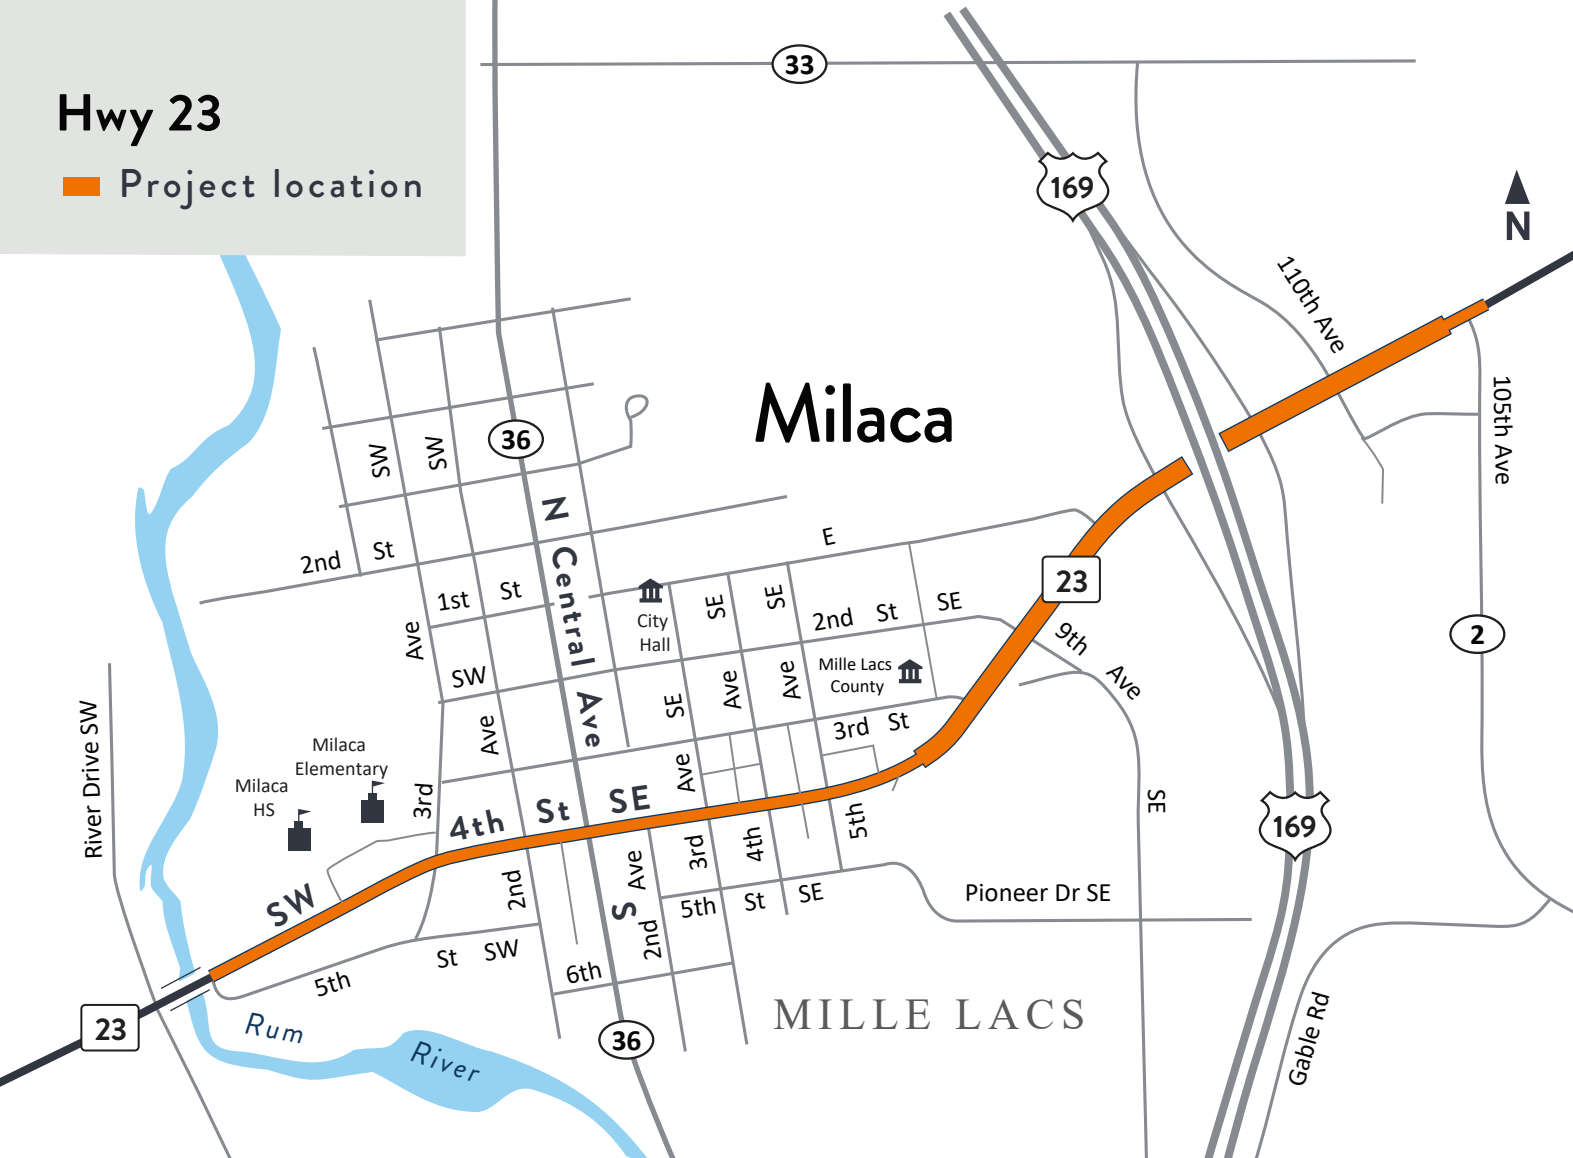 Hwy 23
Project location
33
169
N
110th Ave
105th Ave
Milaca
36
SW
SW
N Central Ave
2nd St
E
1st St
23
City
Hall
SE
SE
2nd St SE
9th Ave SE
2
Ave
SW
Mille Lacs
County
SE
Ave
Ave
Ave
3rd St
River Drive SW
Milaca
Elementary
Milaca
HS
3rd
Ave
4th St SE
SW
169
5th
3rd
4th
2nd
Ave
S
2nd
5th St SE
Pioneer Dr SE
5th St SW
6th
23
Rum River
36
MILLE LACS
Gable Rd